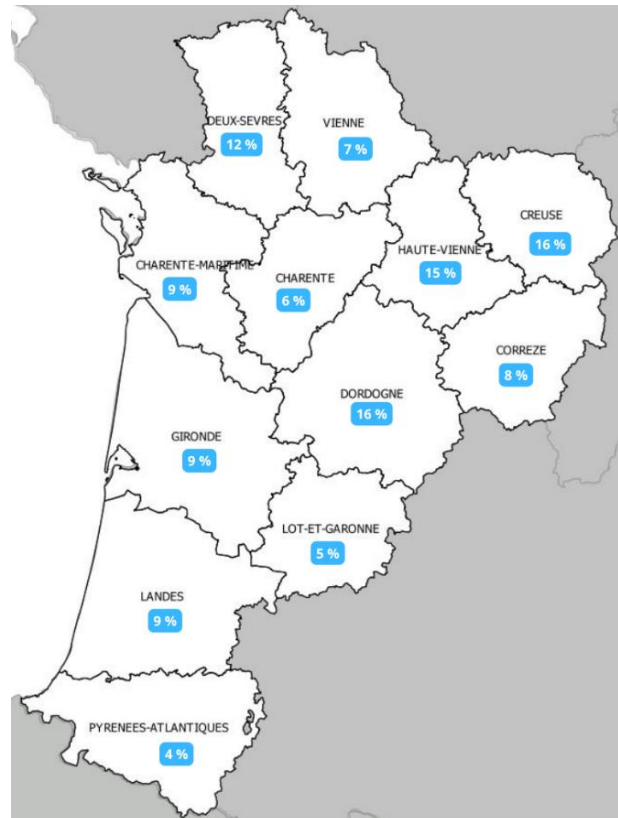 DEUX-SEVRES
12 %
VIENNE
7 %
CREUSE
16 %
HAUTE-VIENNE
15 %
CHARENTE-MARITIME
9 %
CHARENTE
6 %
CORREZE
8 %
DORDOGNE
16 %
GIRONDE
9 %
LOT-ET-GARONNE
5 %
LANDES
9 %
PYRENEES-ATLANTIQUES
4 %